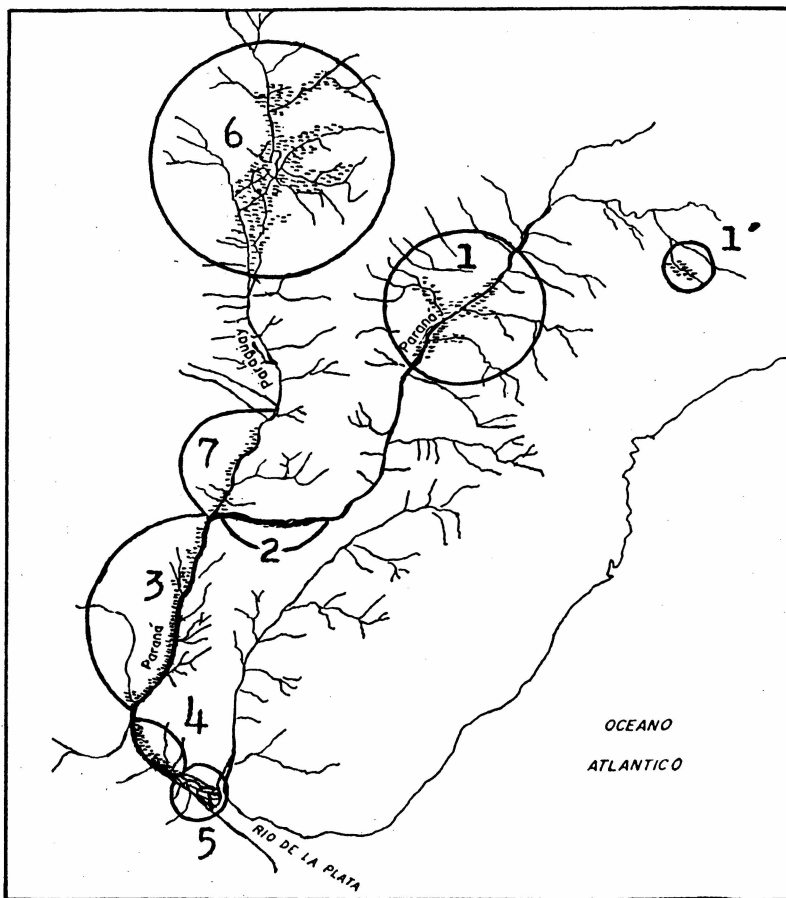 6
1
1'
Paraná
Paraguay
7
2
3
Paraná
4
OCEANO
ATLANTICO
5
RIO DE LA PLATA